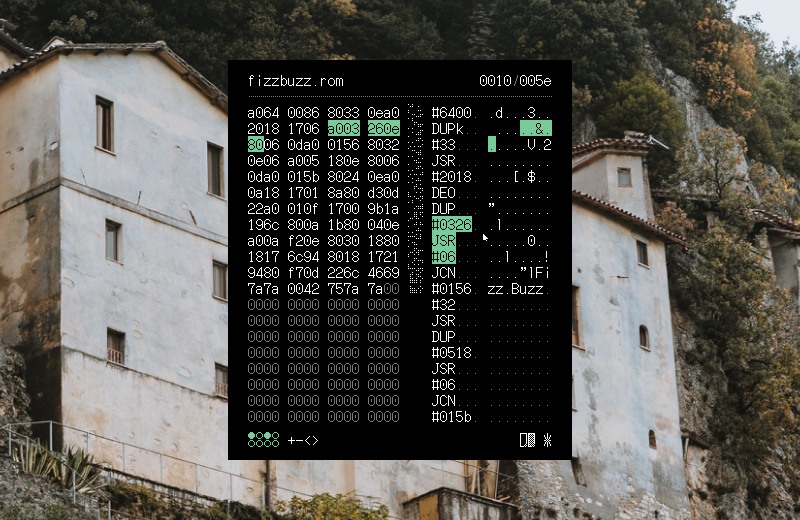 fizzbuzz.rom 0010/005e
a064 0086 8033 0ea0 #6400 .d...3..
2018 1706 a003 260e DUPk ......&.
8006 0da0 0156 8032 #33 .....V.2
0e06 a005 180e 8006 JSR ........
0da0 015b 8024 0ea0 #2018 ...[.$..
0a18 1701 8a80 d30d DEO ........
22a0 010f 1700 9b1a DUP ".......
196c 800a 1b80 040e #0326 .l......
a00a f20e 8030 1880 JSR .....0..
1817 6c94 8018 1721 #06 ..l....!
9480 f70d 226c 4669 JCN ...."lFi
7a7a 0042 757a 7a00 #0156 zz.Buzz.
0000 0000 0000 0000 #32 ........
0000 0000 0000 0000 JSR ........
0000 0000 0000 0000 DUP ........
0000 0000 0000 0000 #0518 ........
0000 0000 0000 0000 JSR ........
0000 0000 0000 0000 #06 ........
0000 0000 0000 0000 JCN ........
0000 0000 0000 0000 #015b ........
+-<>